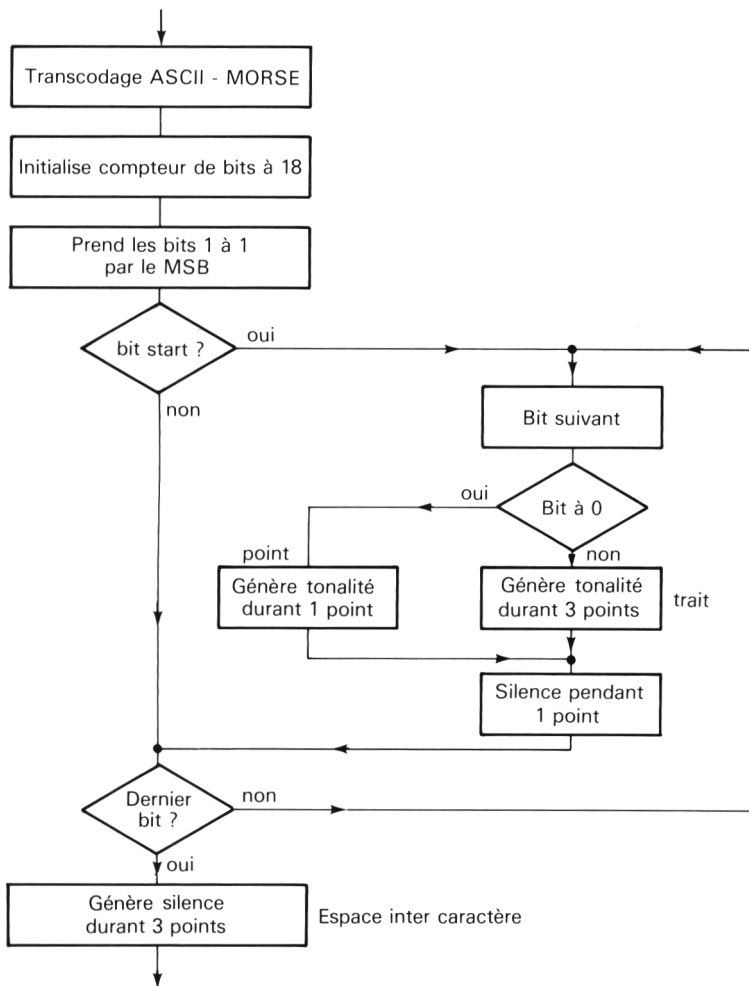 Transcodage ASCII - MORSE
Initialise compteur de bits à 18
Prend les bits 1 à 1
par le MSB
bit start ?
oui
non
Bit suivant
oui
Bit à 0
point
non
Génère tonalité
durant 1 point
Génère tonalité
durant 3 points
trait
Silence pendant
1 point
Dernier
bit ?
non
oui
Génère silence
durant 3 points
Espace inter caractère